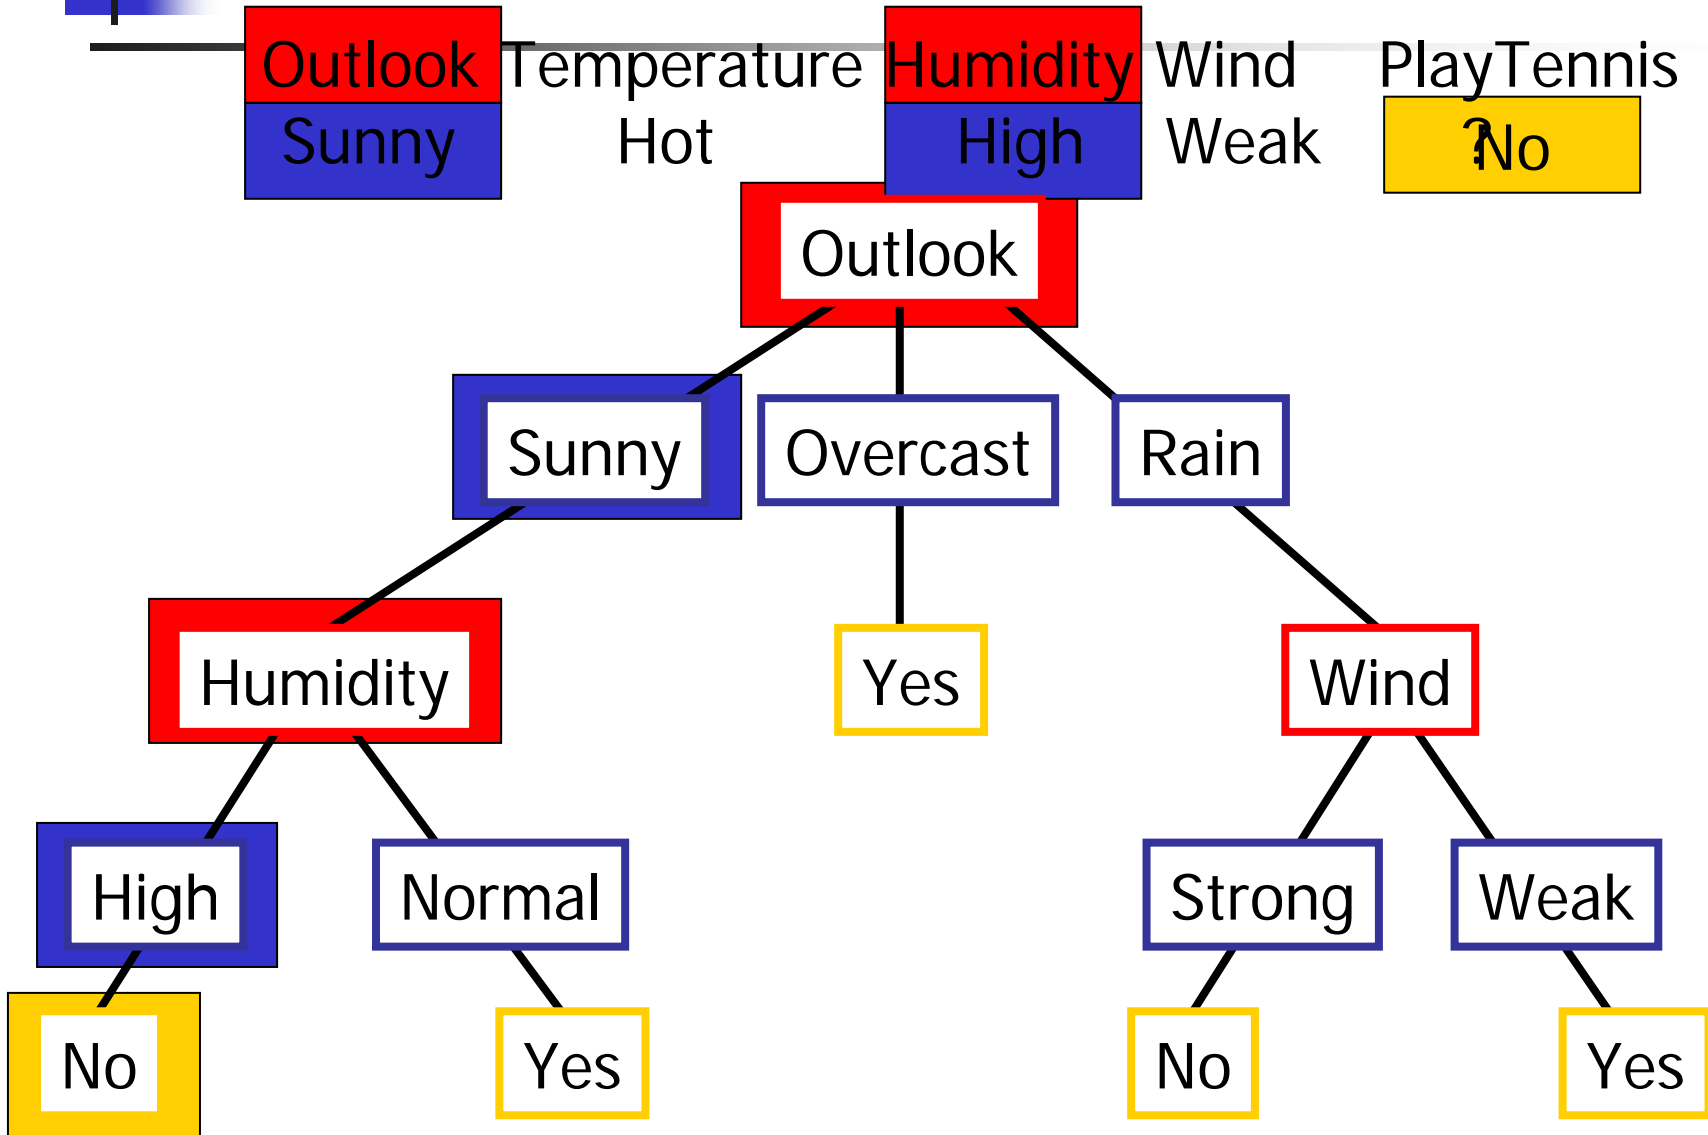 Outlook Temperature Humidity Wind PlayTennis
Sunny Hot High Weak ? No
Outlook
Sunny Overcast Rain
Humidity Yes Wind
High Normal Strong Weak
No Yes No Yes